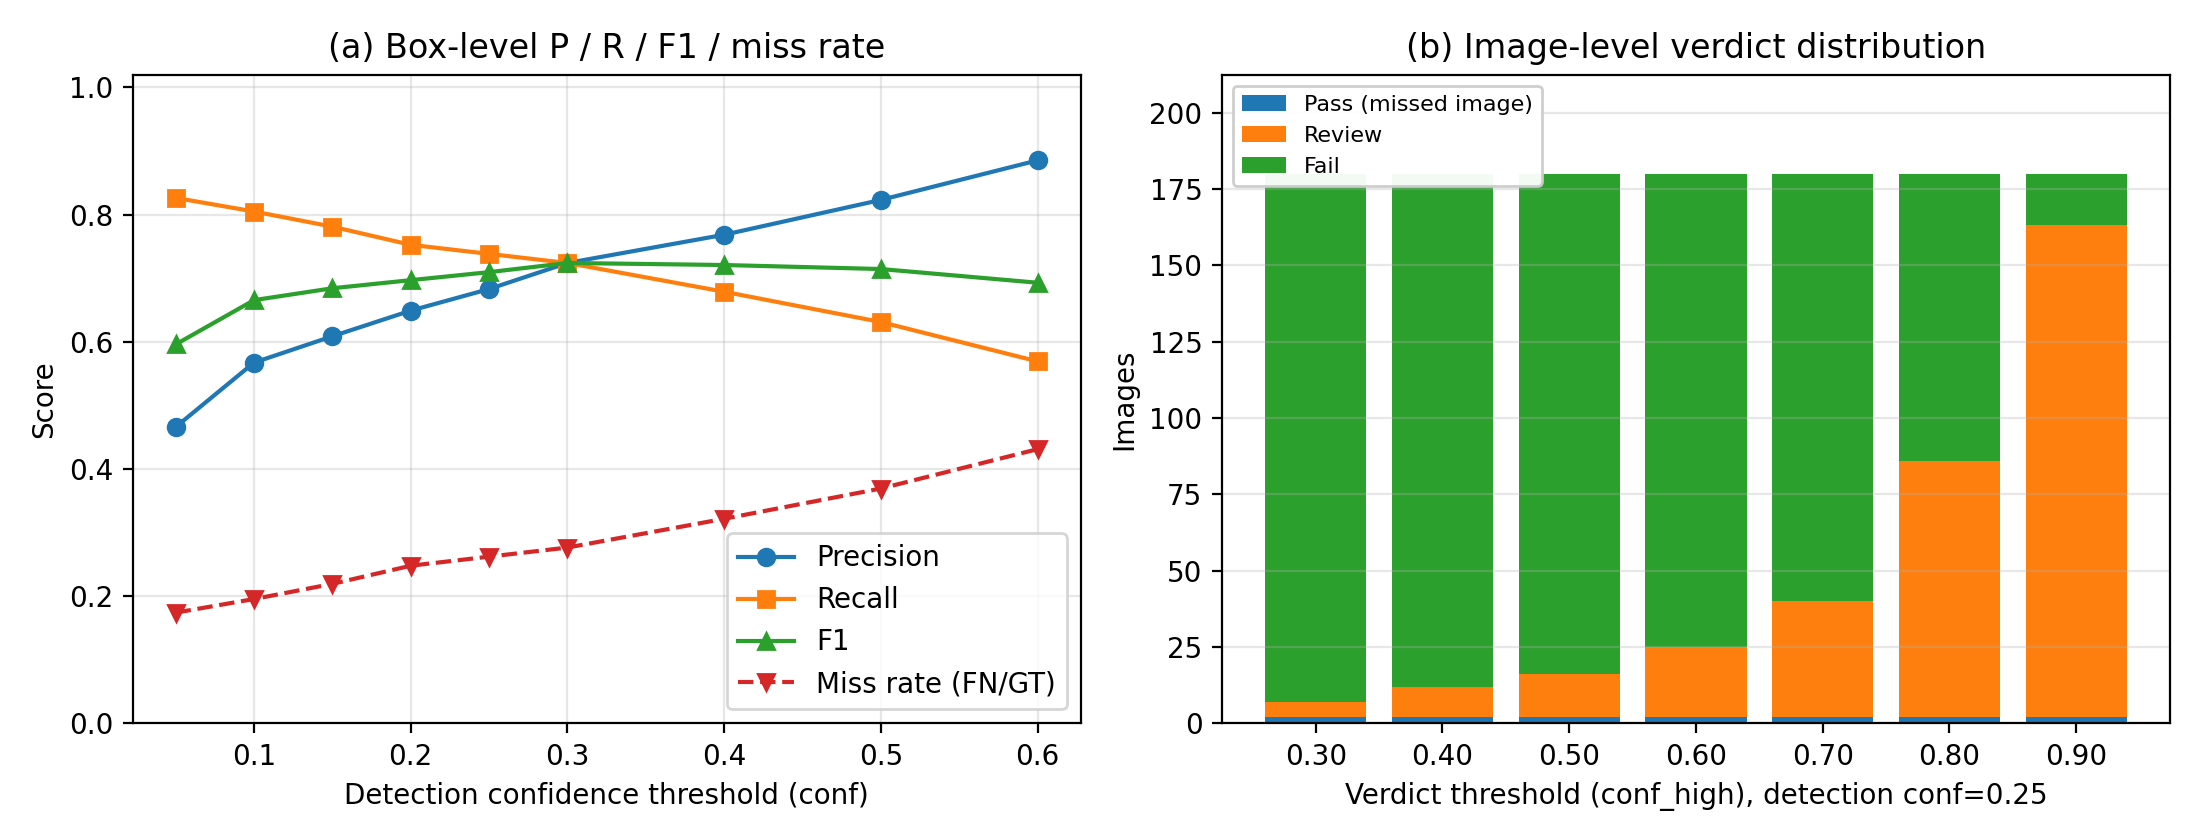 (a) Box-level P / R / F1 / miss rate
1.0
0.8
0.6
0.4
0.2
0.0
Score
0.1 0.2 0.3 0.4 0.5 0.6
Detection confidence threshold (conf)
Precision
Recall
F1
Miss rate (FN/GT)
(b) Image-level verdict distribution
Pass (missed image)
Review
Fail
200
175
150
125
100
75
50
25
0
Images
0.30 0.40 0.50 0.60 0.70 0.80 0.90
Verdict threshold (conf_high), detection conf=0.25